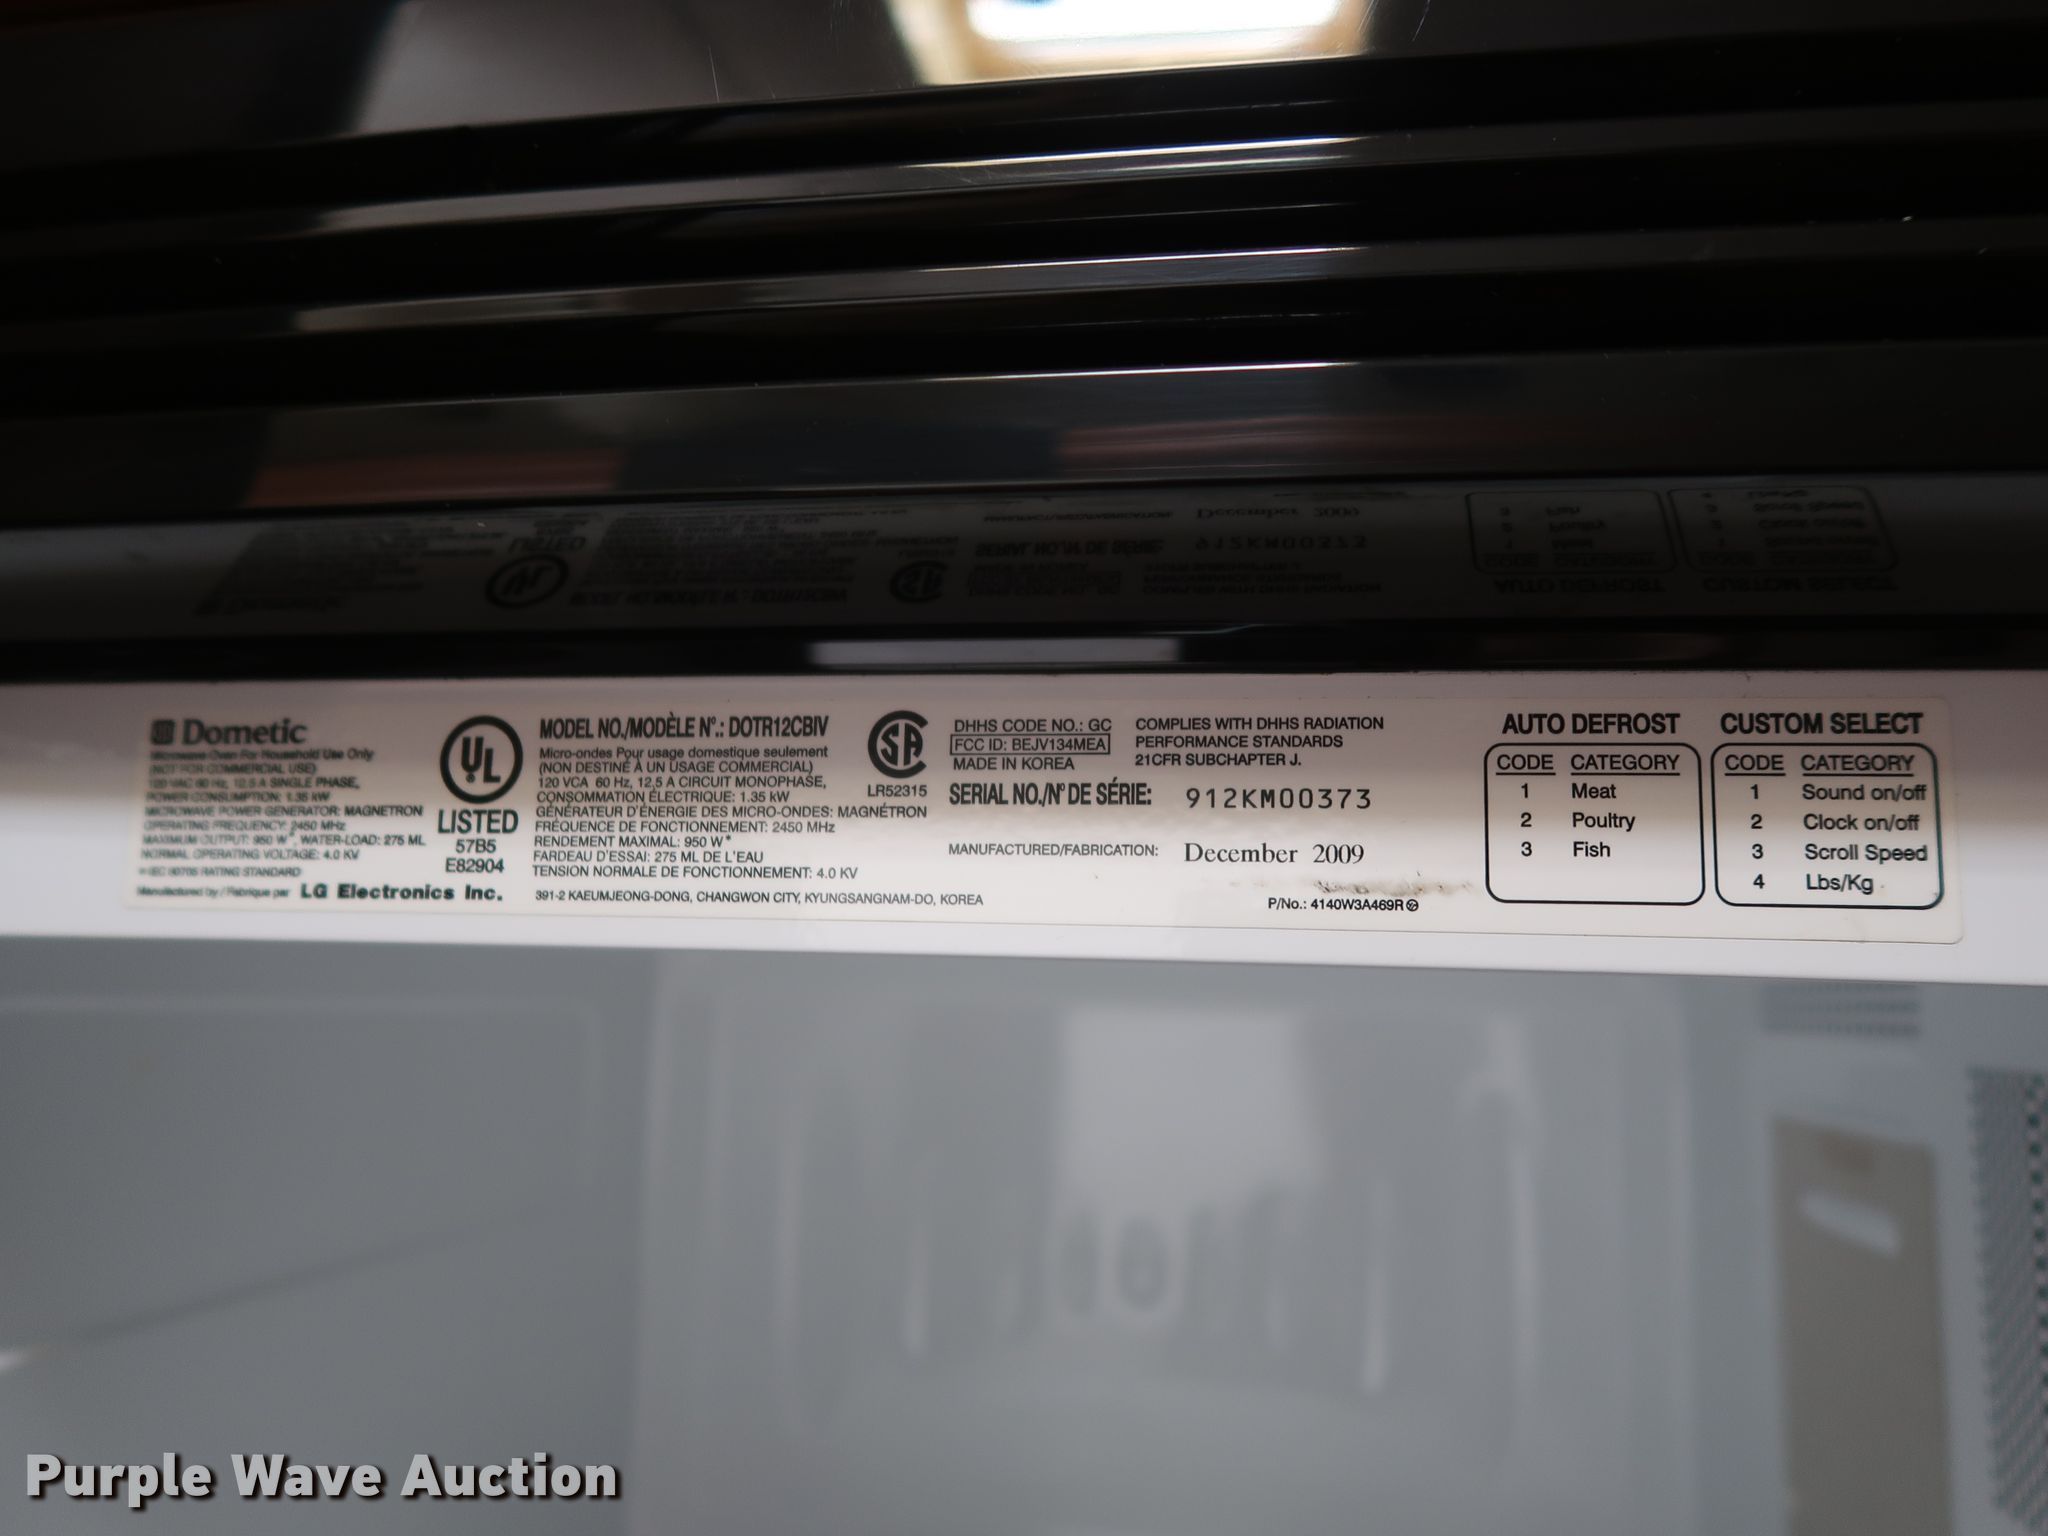 Dometic
Microwave Oven For Household Use Only
(NOT FOR COMMERCIAL USE)
120 VAC 60 Hz, 12.5 A SINGLE PHASE,
POWER CONSUMPTION: 1.35 kW
MICROWAVE POWER GENERATOR: MAGNETRON
OPERATING FREQUENCY: 2450 MHz
MAXIMUM OUTPUT: 950 W*, WATER-LOAD: 275 ML
NORMAL OPERATING VOLTAGE: 4.0 KV
* IEC 60705 RATING STANDARD
Manufactured by / Fabrique par LG Electronics Inc.
UL
LISTED
57B5
E82904
MODEL NO./MODÈLE N°.: DOTR12CBIV
Micro-ondes Pour usage domestique seulement
(NON DESTINÉ À UN USAGE COMMERCIAL)
120 VCA 60 Hz, 12,5 A CIRCUIT MONOPHASE,
CONSOMMATION ÉLECTRIQUE: 1.35 kW
GÉNÉRATEUR D'ÉNERGIE DES MICRO-ONDES: MAGNÉTRON
FRÉQUENCE DE FONCTIONNEMENT: 2450 MHz
RENDEMENT MAXIMAL: 950 W*
FARDEAU D'ESSAI: 275 ML DE L'EAU
TENSION NORMALE DE FONCTIONNEMENT: 4.0 KV
391-2 KAEUMJEONG-DONG, CHANGWON CITY, KYUNGSANGNAM-DO, KOREA
SA
LR52315
DHHS CODE NO.: GC
FCC ID: BEJV134MEA
MADE IN KOREA
COMPLIES WITH DHHS RADIATION
PERFORMANCE STANDARDS
21CFR SUBCHAPTER J.
SERIAL NO./N° DE SÉRIE: 912KM00373
MANUFACTURED/FABRICATION: December 2009
P/No.: 4140W3A469R
AUTO DEFROST
CODE CATEGORY
1 Meat
2 Poultry
3 Fish
CUSTOM SELECT
CODE CATEGORY
1 Sound on/off
2 Clock on/off
3 Scroll Speed
4 Lbs/Kg
Purple Wave Auction